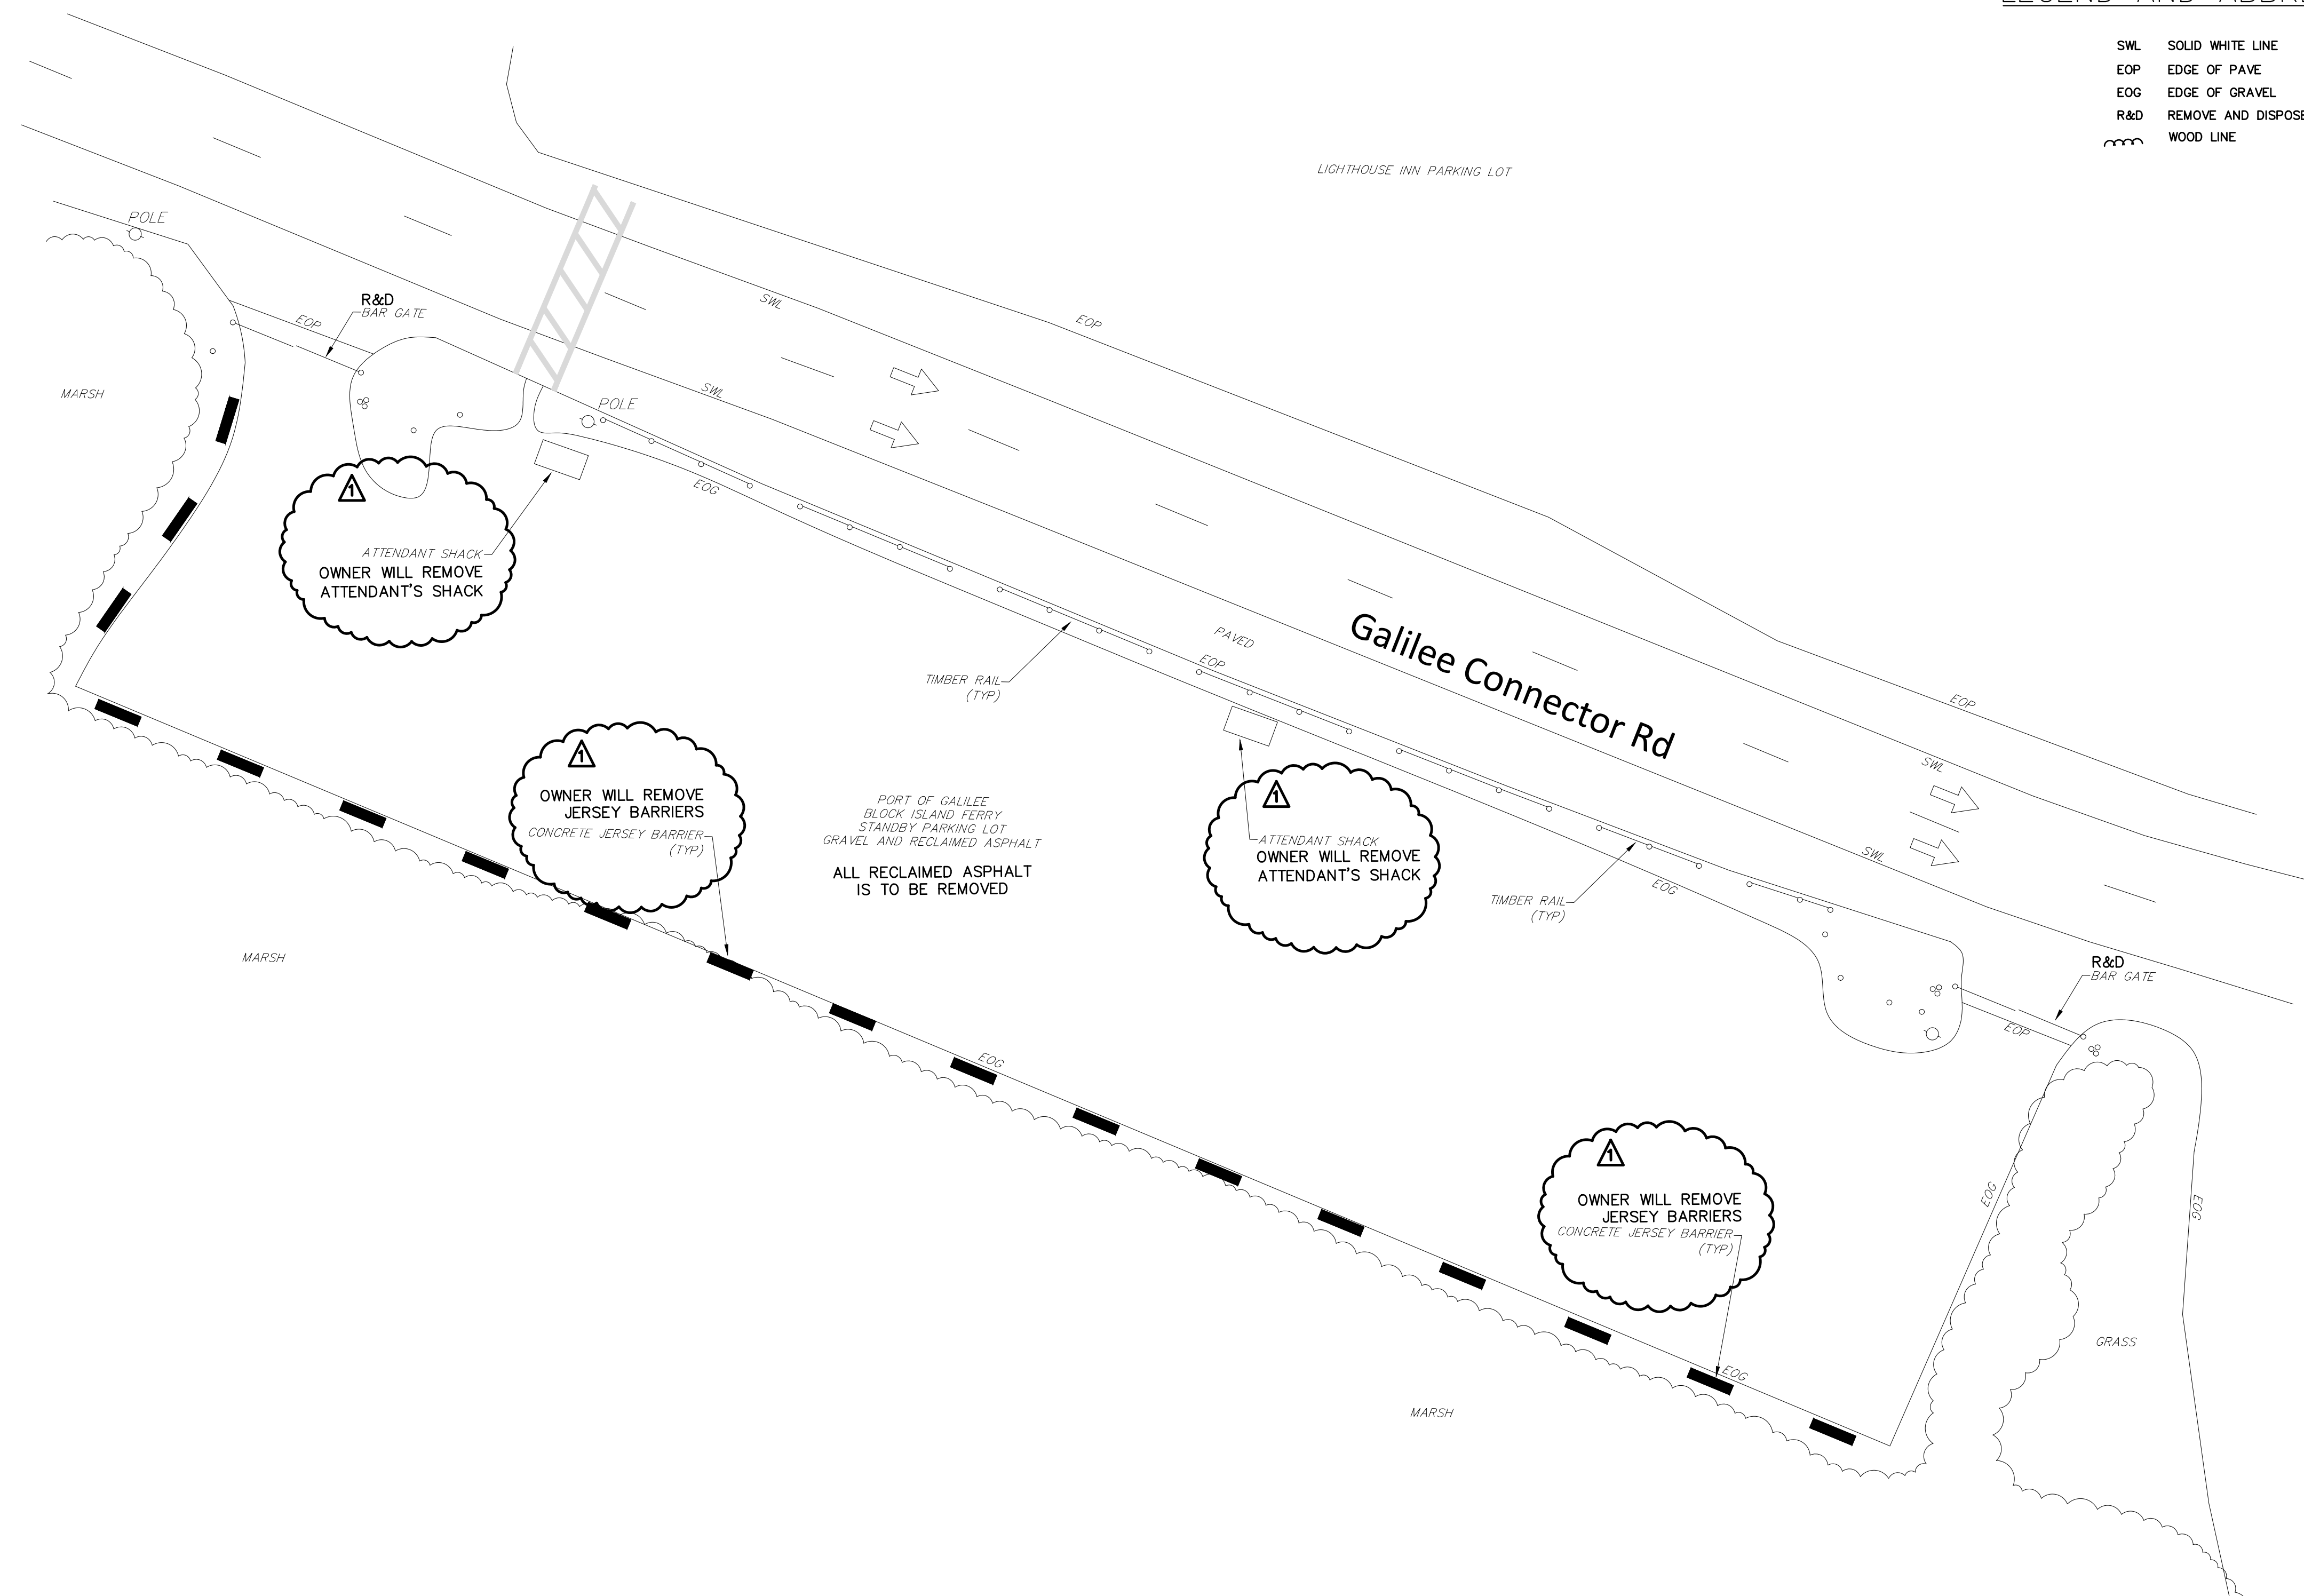 SWL SOLID WHITE LINE
EOP EDGE OF PAVE
EOG EDGE OF GRAVEL
R&D REMOVE AND DISPOSE
WOOD LINE
LIGHTHOUSE INN PARKING LOT
POLE
R&D
BAR GATE
EOP
SWL
EOP
MARSH
SWL
POLE
EOG
1
ATTENDANT SHACK
OWNER WILL REMOVE
ATTENDANT'S SHACK
PAVED
EOP
Galilee Connector Rd
TIMBER RAIL
(TYP)
EOP
SWL
1
OWNER WILL REMOVE
JERSEY BARRIERS
CONCRETE JERSEY BARRIER
(TYP)
PORT OF GALILEE
BLOCK ISLAND FERRY
STANDBY PARKING LOT
GRAVEL AND RECLAIMED ASPHALT
ALL RECLAIMED ASPHALT
IS TO BE REMOVED
1
ATTENDANT SHACK
OWNER WILL REMOVE
ATTENDANT'S SHACK
SWL
EOG
TIMBER RAIL
(TYP)
MARSH
R&D
BAR GATE
EOP
EOG
1
OWNER WILL REMOVE
JERSEY BARRIERS
CONCRETE JERSEY BARRIER
(TYP)
EOG
EOG
GRASS
EOG
MARSH